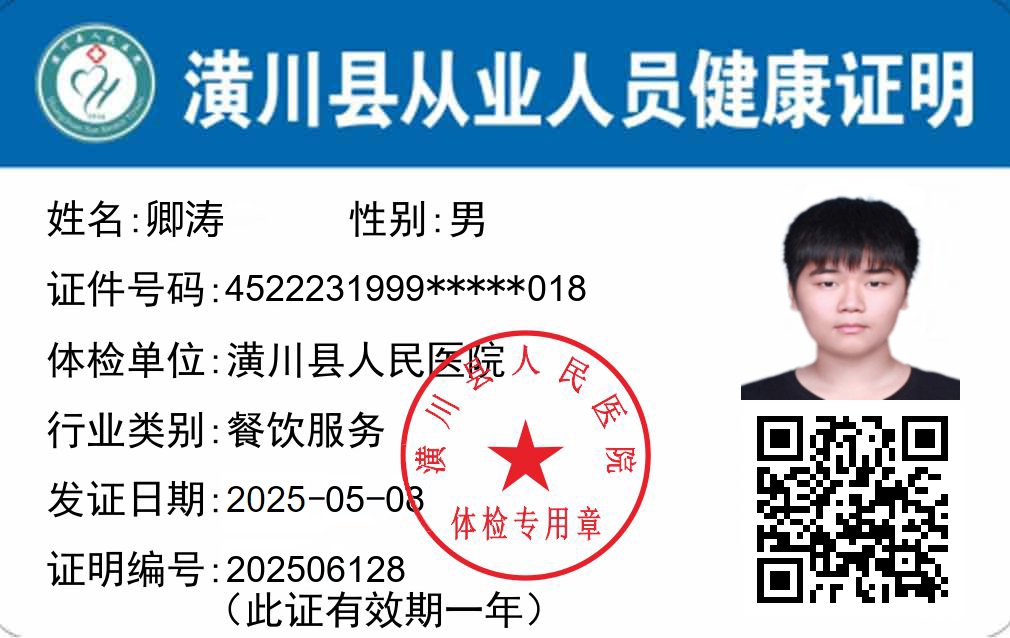 潢川县从业人员健康证明
姓名:卿涛 性别:男
证件号码:4522231999*****018
体检单位:潢川县人民医院
行业类别:餐饮服务
发证日期:2025-05-08
证明编号:202506128
(此证有效期一年)
潢川县人民医院
体检专用章